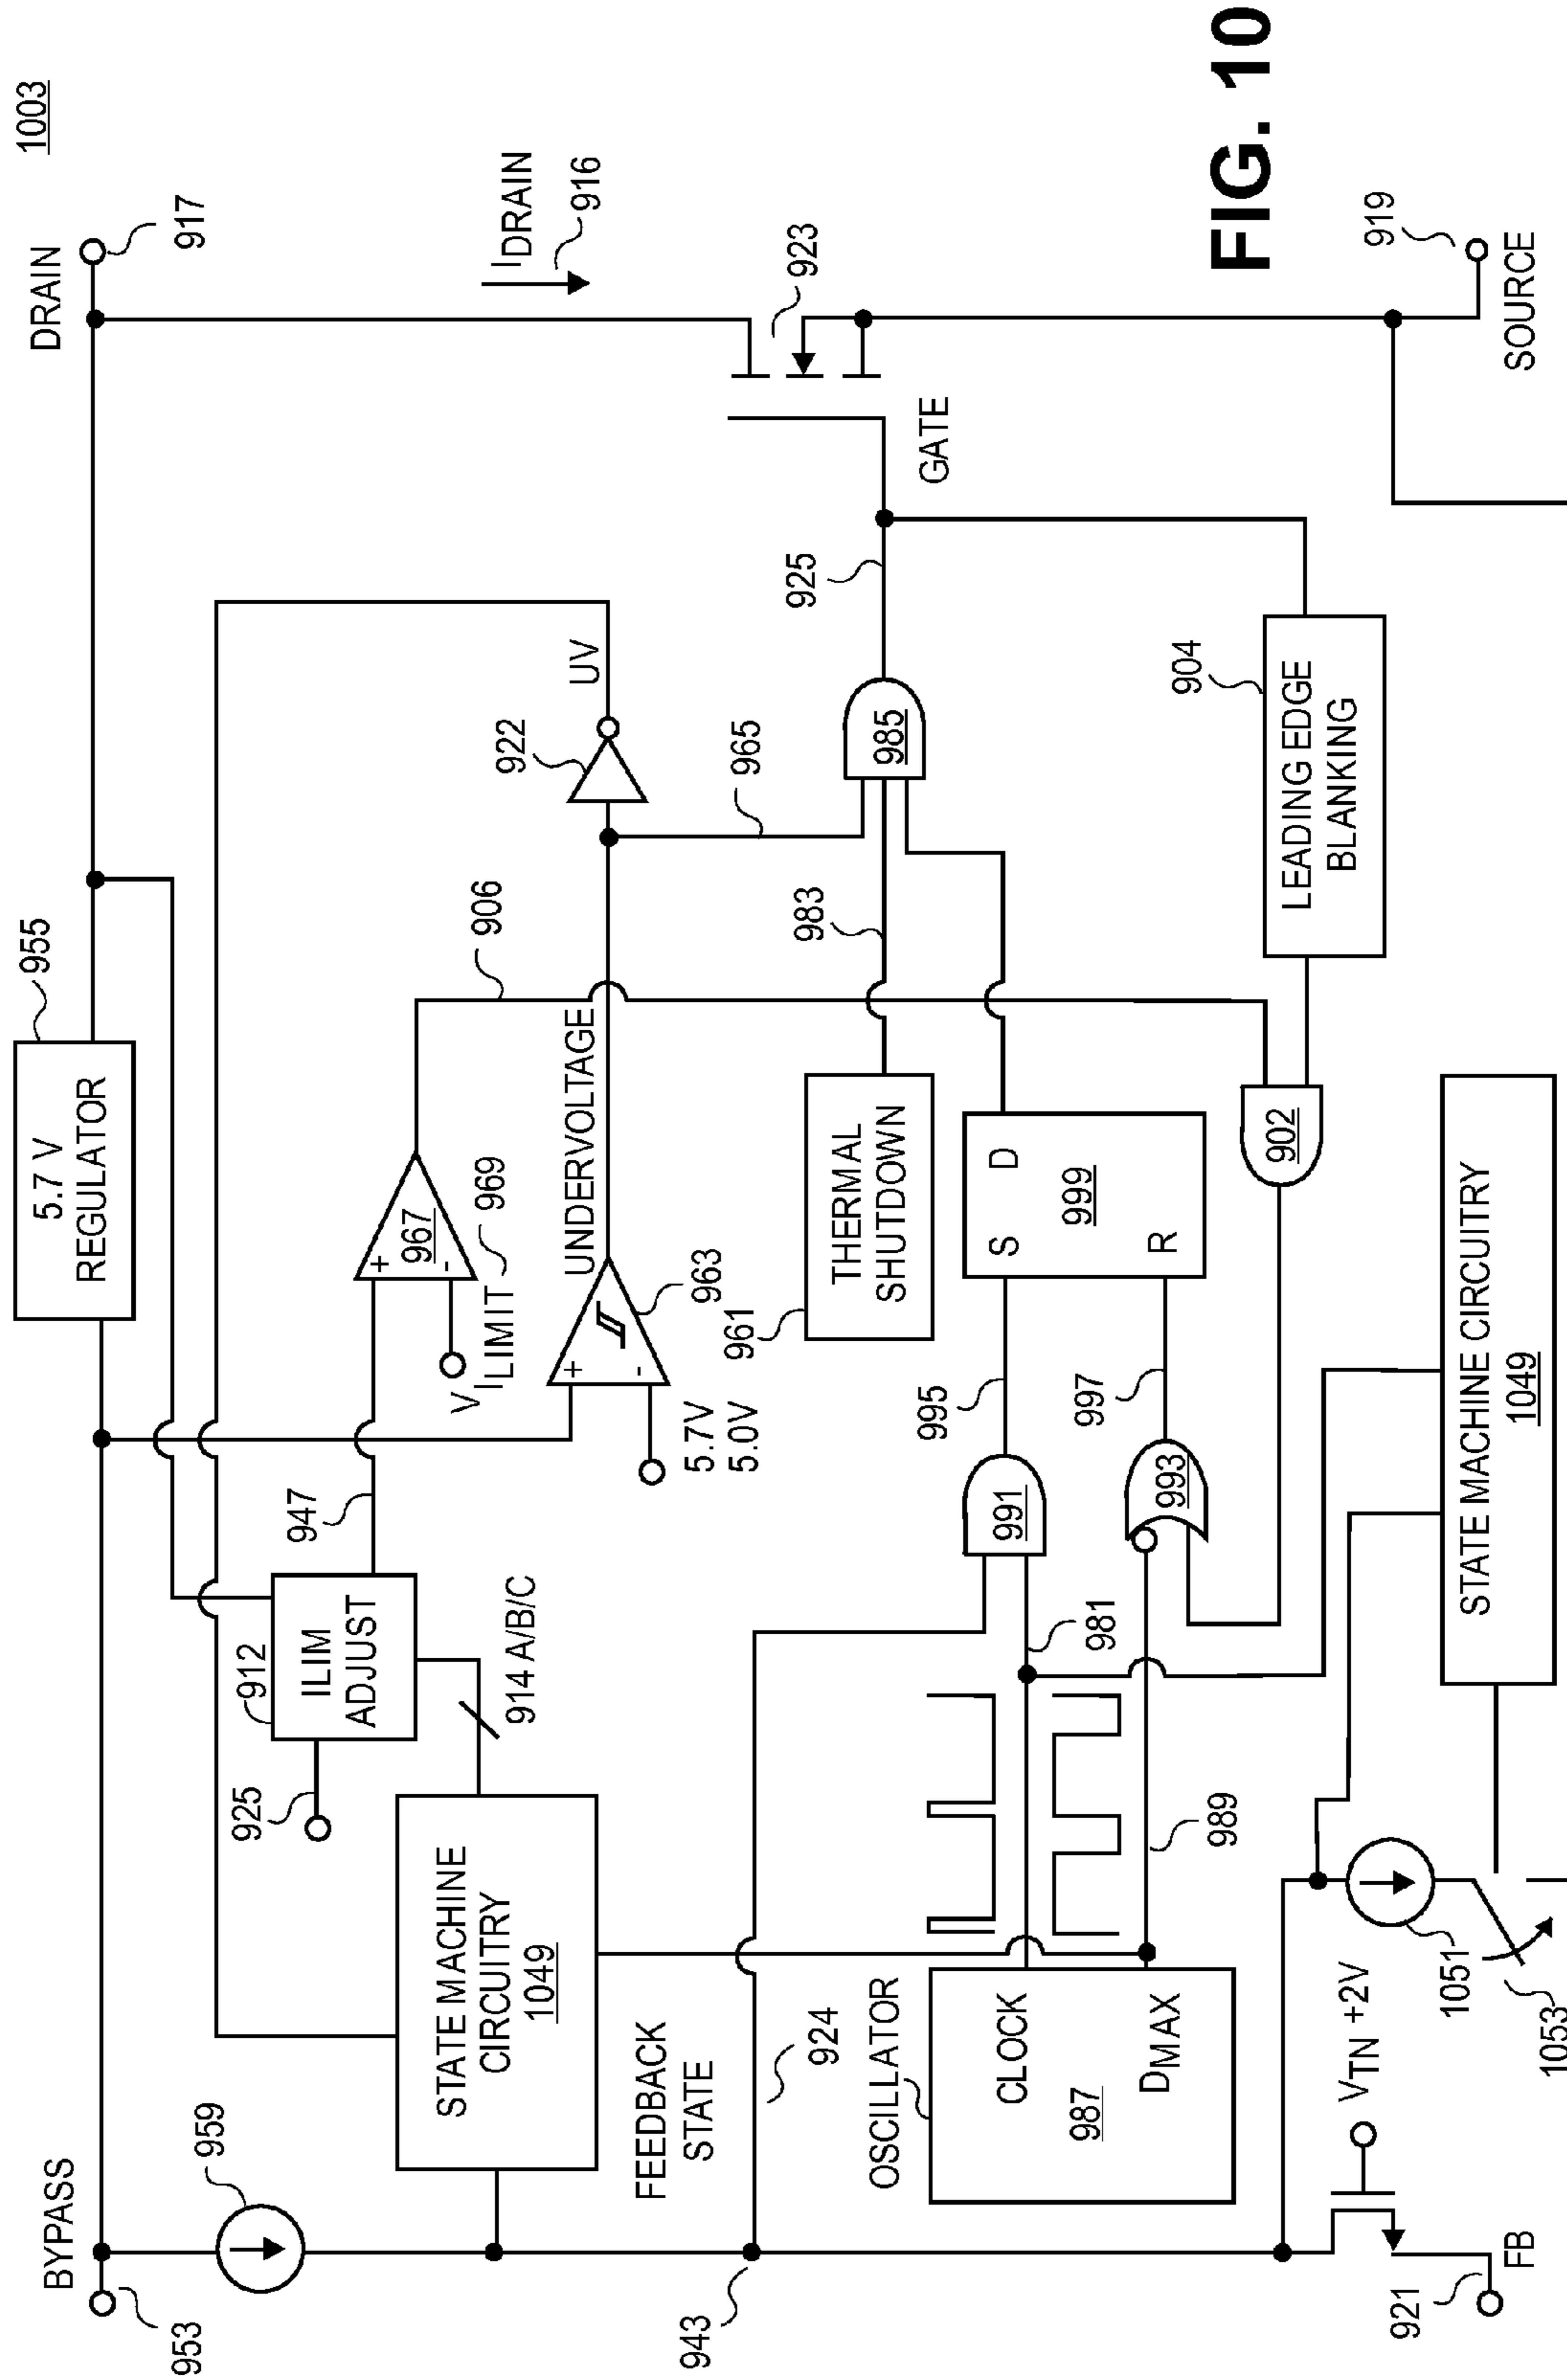 1003
BYPASS
953
959
5.7 V
REGULATOR
955
DRAIN
917
I DRAIN
916
912
ILIM
ADJUST
925
947
914 A/B/C
STATE MACHINE
CIRCUITRY
1049
967
+
-
V I LIMIT
969
906
UNDERVOLTAGE
963
+
-
5.7V
5.0V
922
UV
965
923
GATE
925
985
983
THERMAL
SHUTDOWN
961
FEEDBACK
STATE
924
943
OSCILLATOR
CLOCK
987
DMAX
981
989
991
995
993
997
S
D
999
R
902
904
LEADING EDGE
BLANKING
STATE MACHINE CIRCUITRY
1049
VTN +2V
1051
1053
921
FB
919
SOURCE
FIG. 10